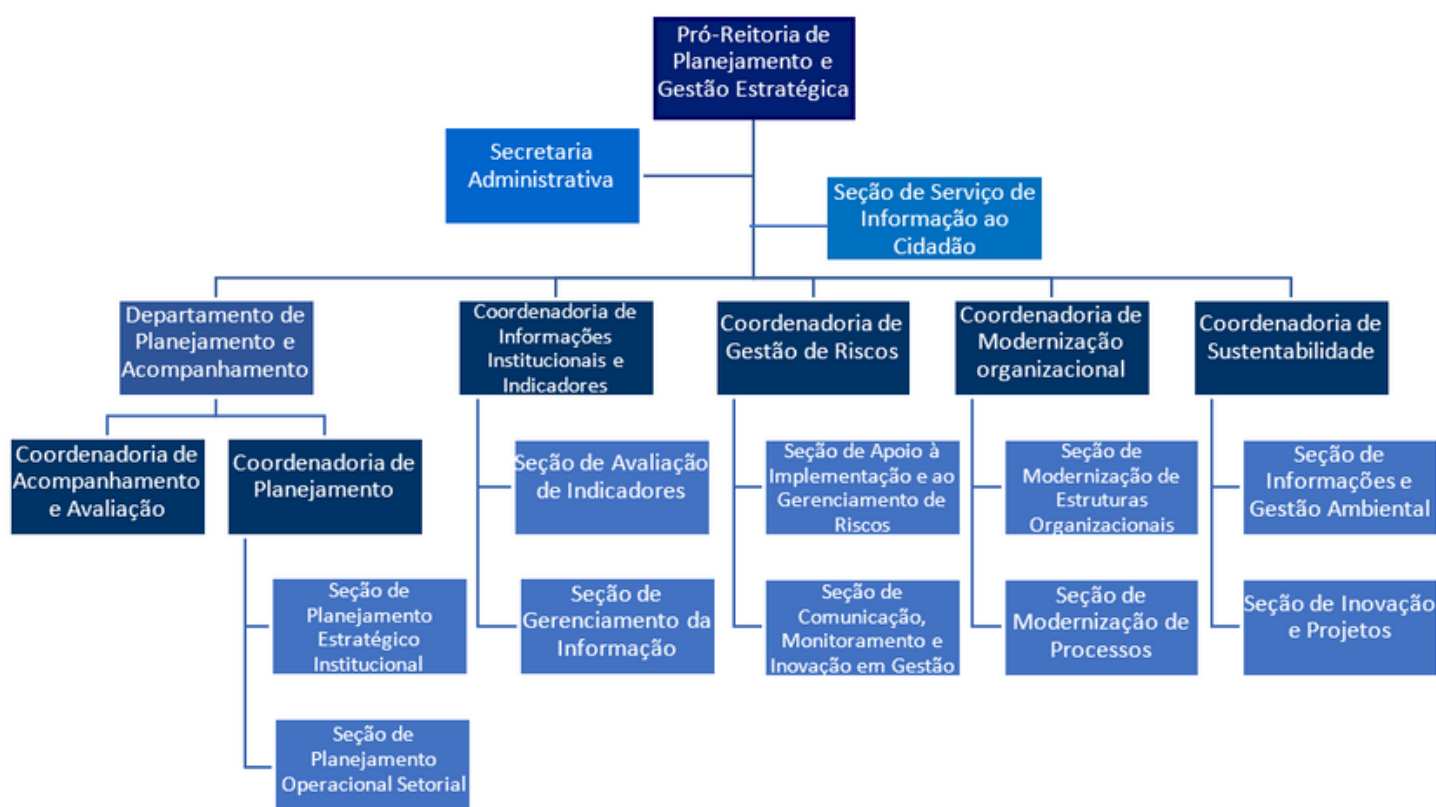 Pró-Reitoria de
Planejamento e
Gestão Estratégica
Secretaria
Administrativa
Seção de Serviço de
Informação ao
Cidadão
Departamento de
Planejamento e
Acompanhamento
Coordenadoria de
Informações
Institucionais e
Indicadores
Coordenadoria de
Gestão de Riscos
Coordenadoria de
Modernização
organizacional
Coordenadoria de
Sustentabilidade
Coordenadoria de
Acompanhamento
e Avaliação
Coordenadoria de
Planejamento
Seção de Avaliação
de Indicadores
Seção de Apoio à
Implementação e ao
Gerenciamento de
Riscos
Seção de
Modernização de
Estruturas
Organizacionais
Seção de
Informações e
Gestão Ambiental
Seção de
Planejamento
Estratégico
Institucional
Seção de
Gerenciamento da
Informação
Seção de
Comunicação,
Monitoramento e
Inovação em Gestão
Seção de
Modernização de
Processos
Seção de Inovação
e Projetos
Seção de
Planejamento
Operacional Setorial